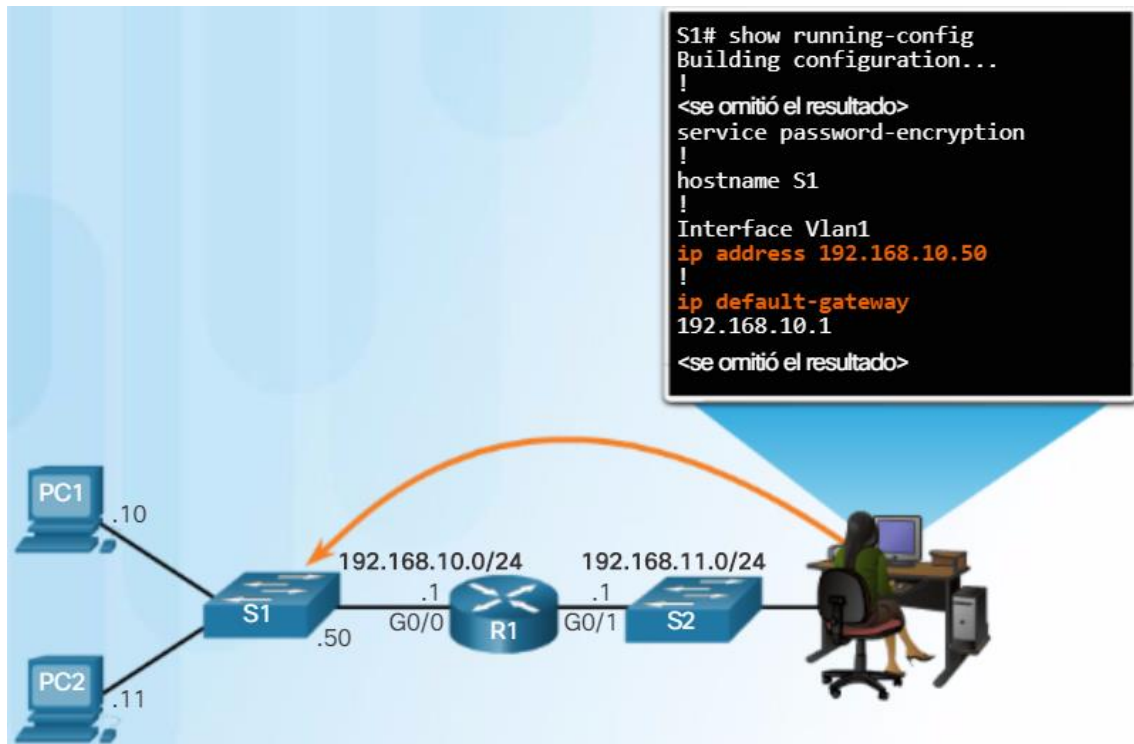 S1# show running-config
Building configuration...
!
<se omitió el resultado>
service password-encryption
!
hostname S1
!
Interface Vlan1
ip address 192.168.10.50
!
ip default-gateway
192.168.10.1
<se omitió el resultado>
PC1
.10
192.168.10.0/24
192.168.11.0/24
.1
.1
S1
G0/0
R1
G0/1
S2
.50
PC2
.11